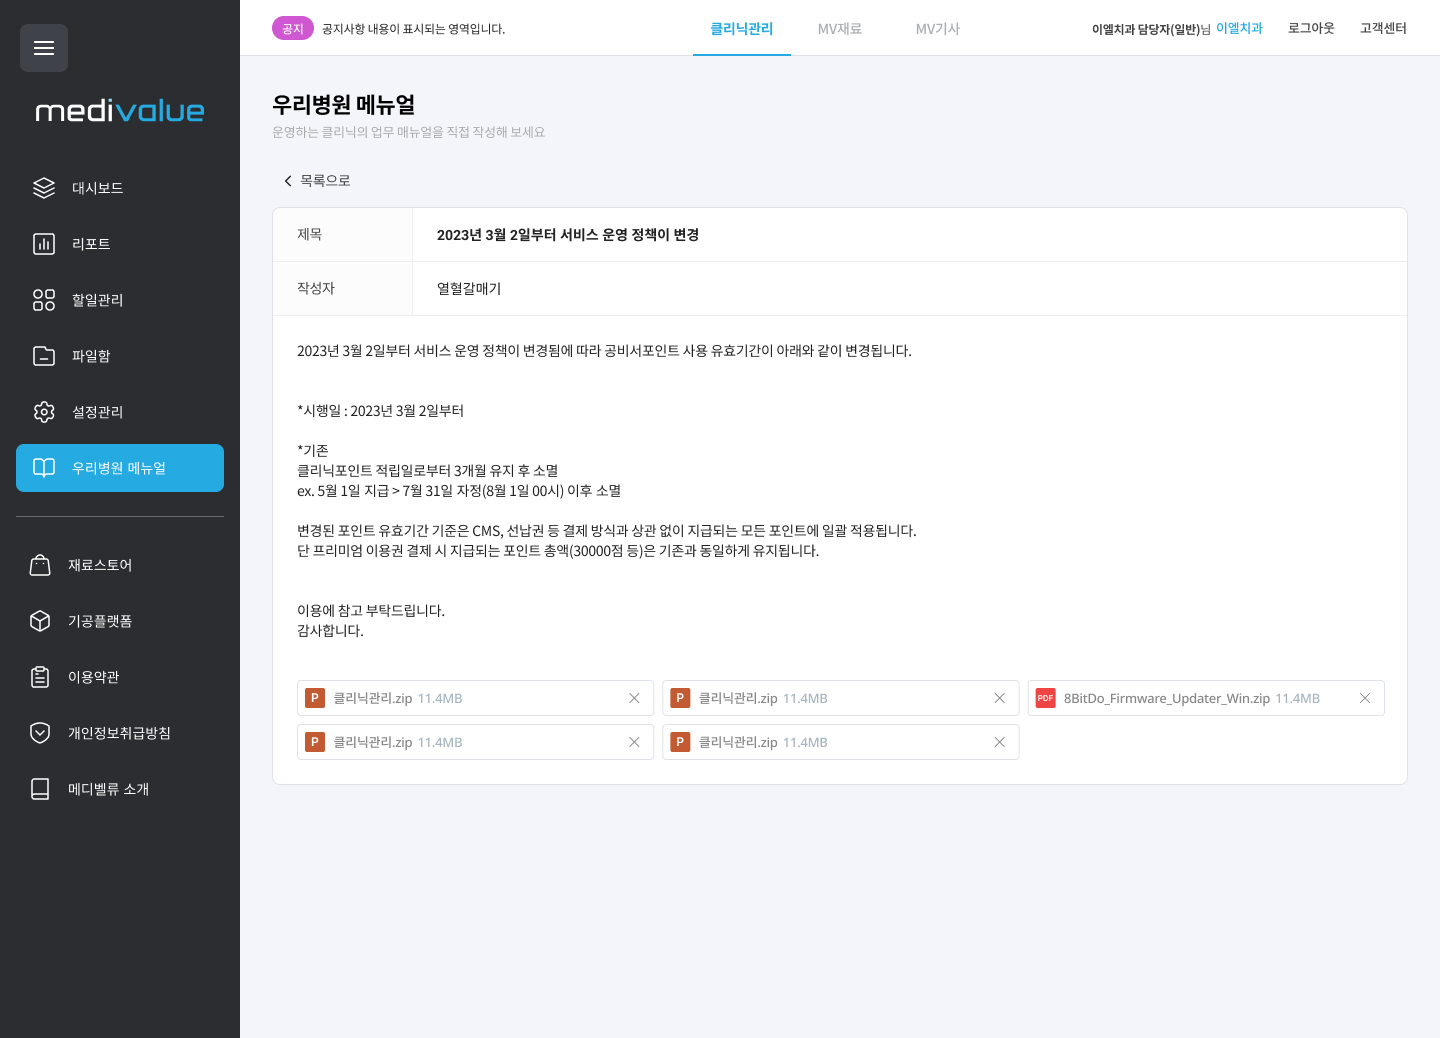 공지 공지사항 내용이 표시되는 영역입니다.
클리닉관리 MV재료 MV기사
이엘치과 담당자(일반)님 이엘치과 로그아웃 고객센터
medivalue
대시보드
리포트
할일관리
파일함
설정관리
우리병원 메뉴얼
재료스토어
기공플랫폼
이용약관
개인정보취급방침
메디벨류 소개
우리병원 메뉴얼
운영하는 클리닉의 업무 매뉴얼을 직접 작성해 보세요
목록으로
제목 2023년 3월 2일부터 서비스 운영 정책이 변경
작성자 열혈갈매기
2023년 3월 2일부터 서비스 운영 정책이 변경됨에 따라 공비서포인트 사용 유효기간이 아래와 같이 변경됩니다.
*시행일 : 2023년 3월 2일부터
*기존
클리닉포인트 적립일로부터 3개월 유지 후 소멸
ex. 5월 1일 지급 > 7월 31일 자정(8월 1일 00시) 이후 소멸
변경된 포인트 유효기간 기준은 CMS, 선납권 등 결제 방식과 상관 없이 지급되는 모든 포인트에 일괄 적용됩니다.
단 프리미엄 이용권 결제 시 지급되는 포인트 총액(30000점 등)은 기존과 동일하게 유지됩니다.
이용에 참고 부탁드립니다.
감사합니다.
P 클리닉관리.zip 11.4MB
P 클리닉관리.zip 11.4MB
PDF 8BitDo_Firmware_Updater_Win.zip 11.4MB
P 클리닉관리.zip 11.4MB
P 클리닉관리.zip 11.4MB